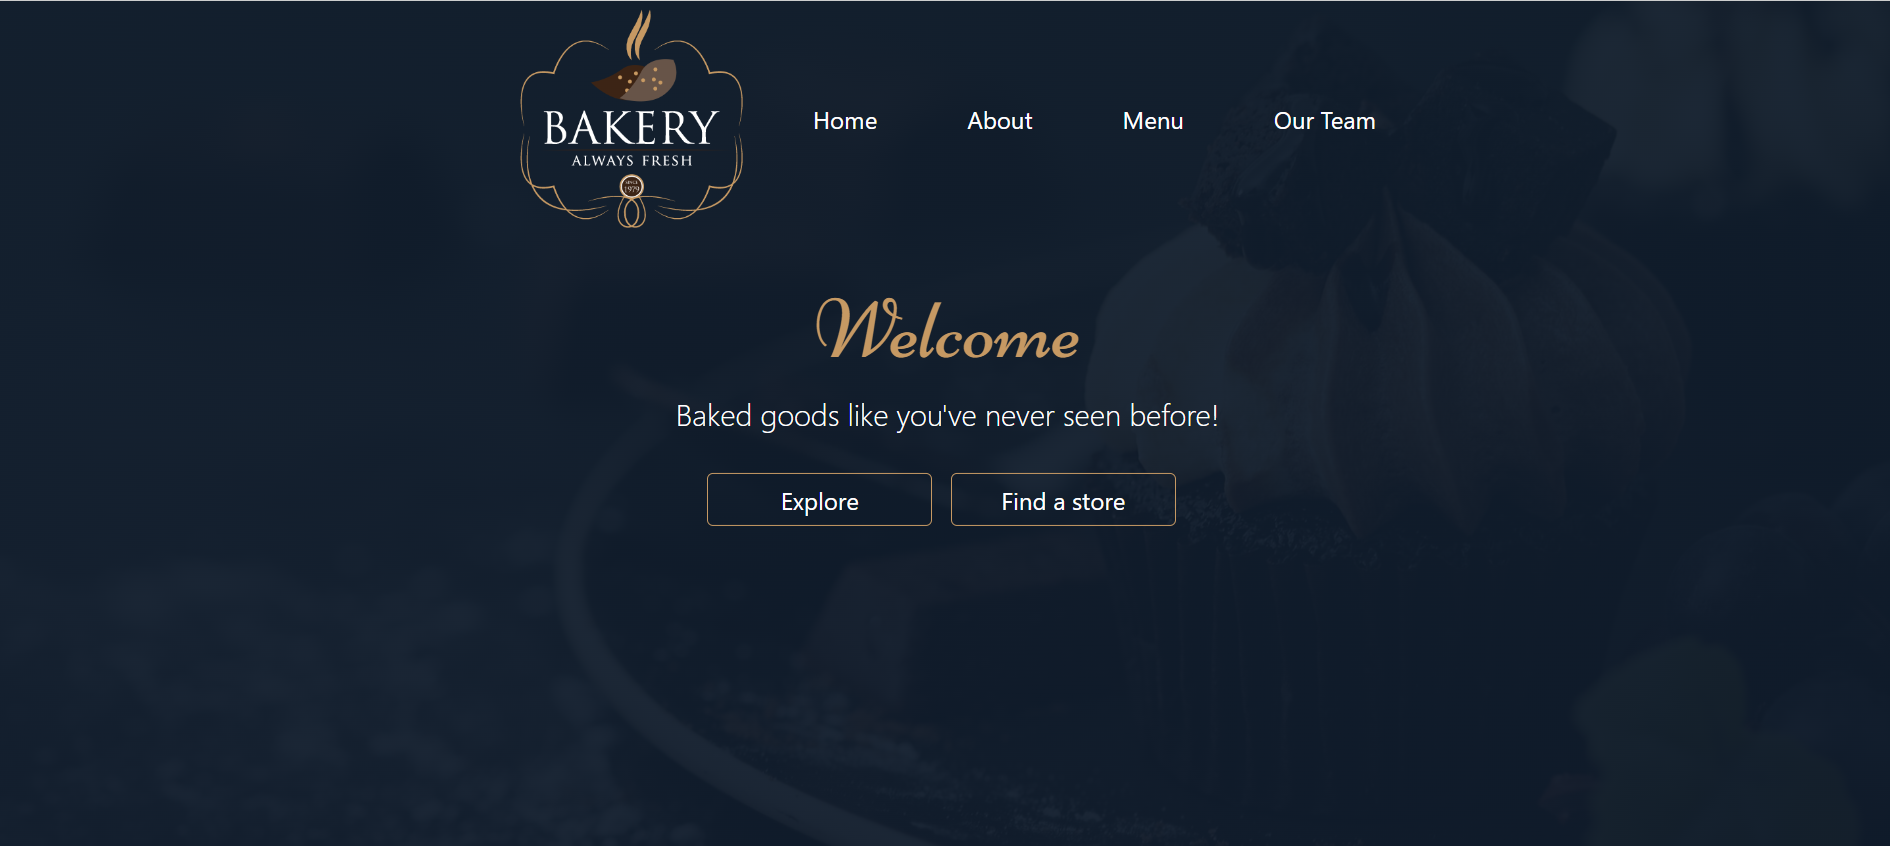 BAKERY
ALWAYS FRESH
SINCE
1979
Home
About
Menu
Our Team
Welcome
Baked goods like you've never seen before!
Explore
Find a store